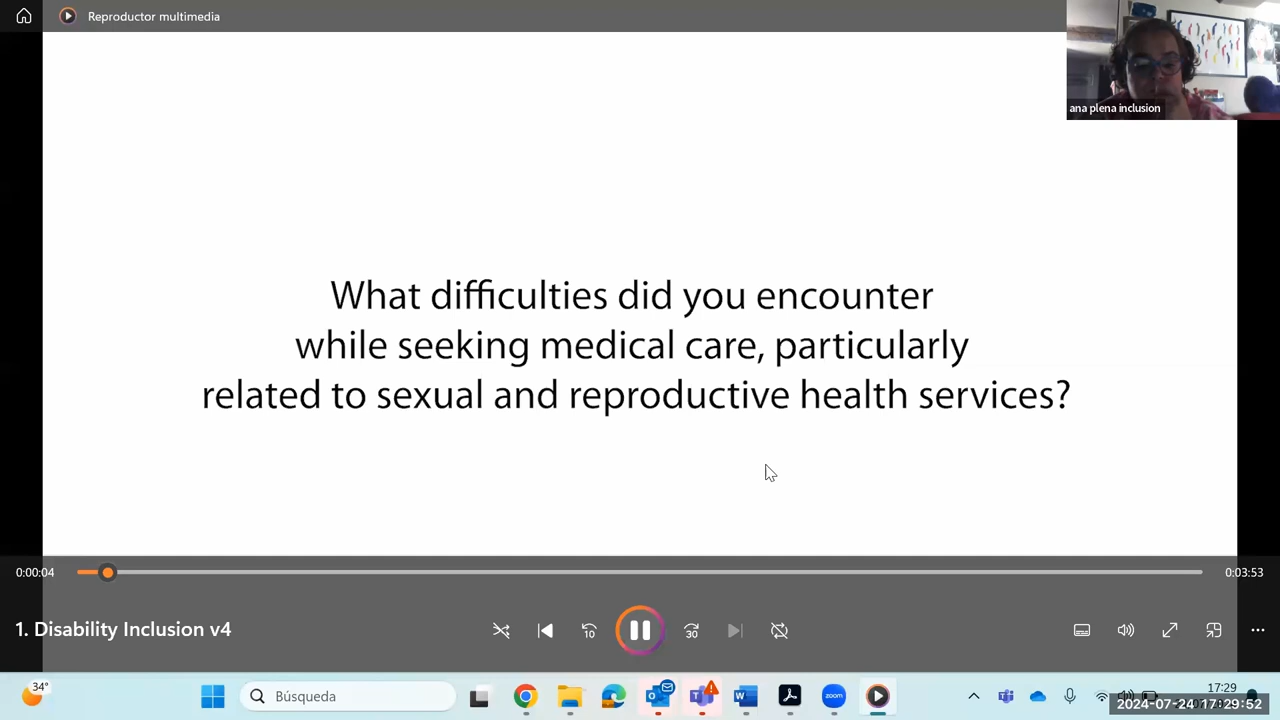 Reproductor multimedia
ana plena inclusion
What difficulties did you encounter
while seeking medical care, particularly
related to sexual and reproductive health services?
0:00:04
0:03:53
1. Disability Inclusion v4
10
30
34°
Búsqueda
17:29
2024-07-24 17:29:52